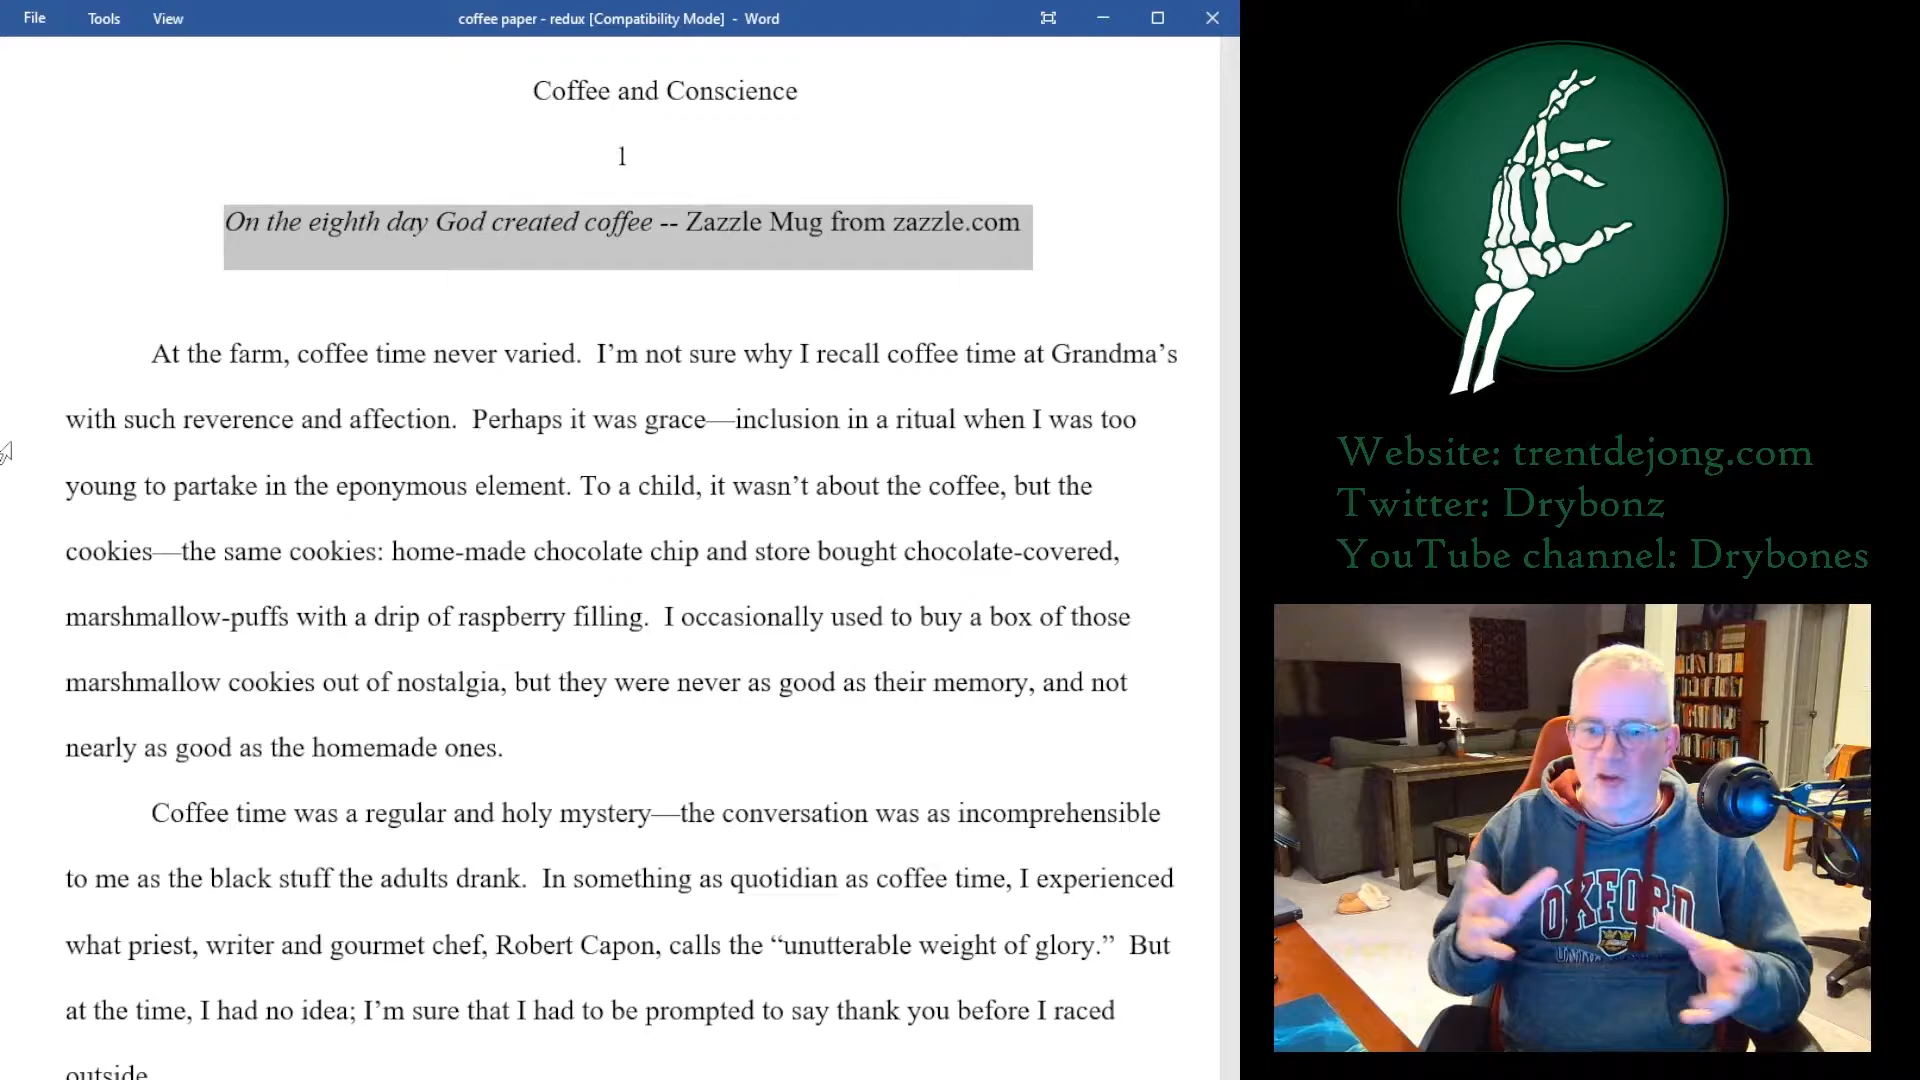 File Tools View coffee paper - redux [Compatibility Mode] - Word
Coffee and Conscience
1
On the eighth day God created coffee -- Zazzle Mug from zazzle.com
At the farm, coffee time never varied.  I’m not sure why I recall coffee time at Grandma’s
with such reverence and affection.  Perhaps it was grace—inclusion in a ritual when I was too
young to partake in the eponymous element. To a child, it wasn’t about the coffee, but the
cookies—the same cookies: home-made chocolate chip and store bought chocolate-covered,
marshmallow-puffs with a drip of raspberry filling.  I occasionally used to buy a box of those
marshmallow cookies out of nostalgia, but they were never as good as their memory, and not
nearly as good as the homemade ones.
Coffee time was a regular and holy mystery—the conversation was as incomprehensible
to me as the black stuff the adults drank.  In something as quotidian as coffee time, I experienced
what priest, writer and gourmet chef, Robert Capon, calls the “unutterable weight of glory.”  But
at the time, I had no idea; I’m sure that I had to be prompted to say thank you before I raced
outside.
Website: trentdejong.com
Twitter: Drybonz
YouTube channel: Drybones
OXFORD